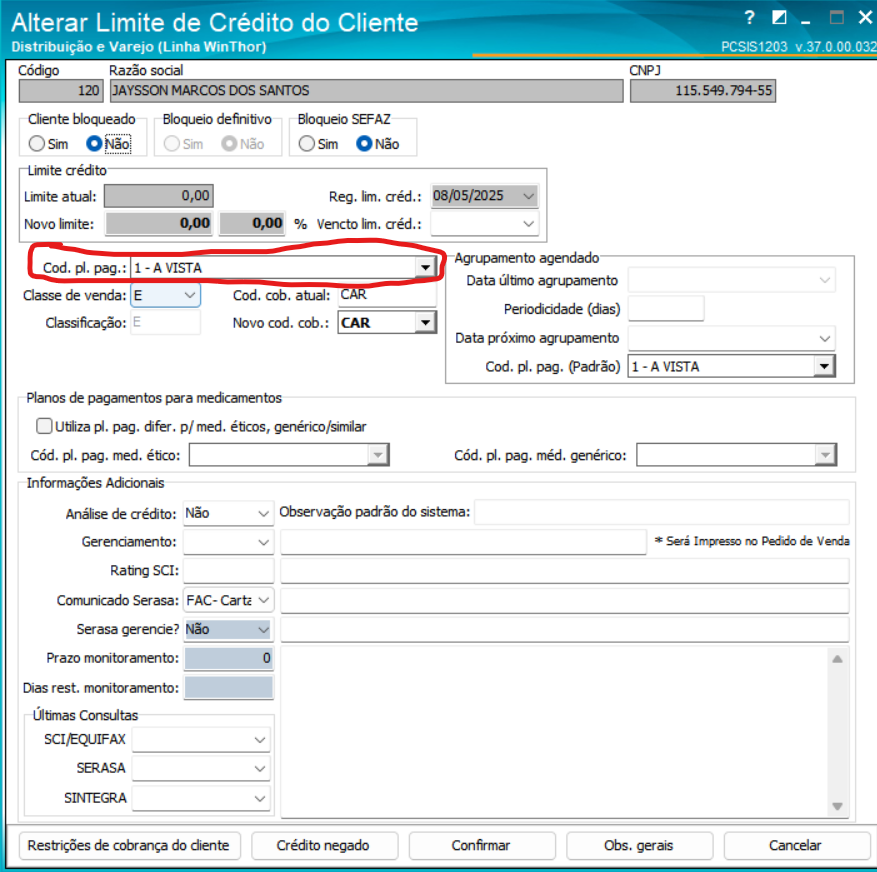 Alterar Limite de Crédito do Cliente
Distribuição e Varejo (Linha WinThor) PCSIS1203 v.37.0.00.032
Código Razão social CNPJ
120 JAYSSON MARCOS DOS SANTOS 115.549.794-55
Cliente bloqueado Bloqueio definitivo Bloqueio SEFAZ
Sim Não Sim Não Sim Não
Limite crédito
Limite atual: 0,00 Reg. lim. créd.: 08/05/2025
Novo limite: 0,00 0,00 % Vencto lim. créd.:
Cod. pl. pag.: 1 - A VISTA
Classe de venda: E Cod. cob. atual: CAR
Classificação: E Novo cod. cob.: CAR
Agrupamento agendado
Data último agrupamento
Periodicidade (dias)
Data próximo agrupamento
Cod. pl. pag. (Padrão) 1 - A VISTA
Planos de pagamentos para medicamentos
Utiliza pl. pag. difer. p/ med. éticos, genérico/similar
Cód. pl. pag. med. ético: Cód. pl. pag. méd. genérico:
Informações Adicionais
Análise de crédito: Não Observação padrão do sistema:
Gerenciamento: * Será Impresso no Pedido de Venda
Rating SCI:
Comunicado Serasa: FAC- Carta
Serasa gerencie? Não
Prazo monitoramento: 0
Dias rest. monitoramento:
Últimas Consultas
SCI/EQUIFAX
SERASA
SINTEGRA
Restrições de cobrança do cliente Crédito negado Confirmar Obs. gerais Cancelar